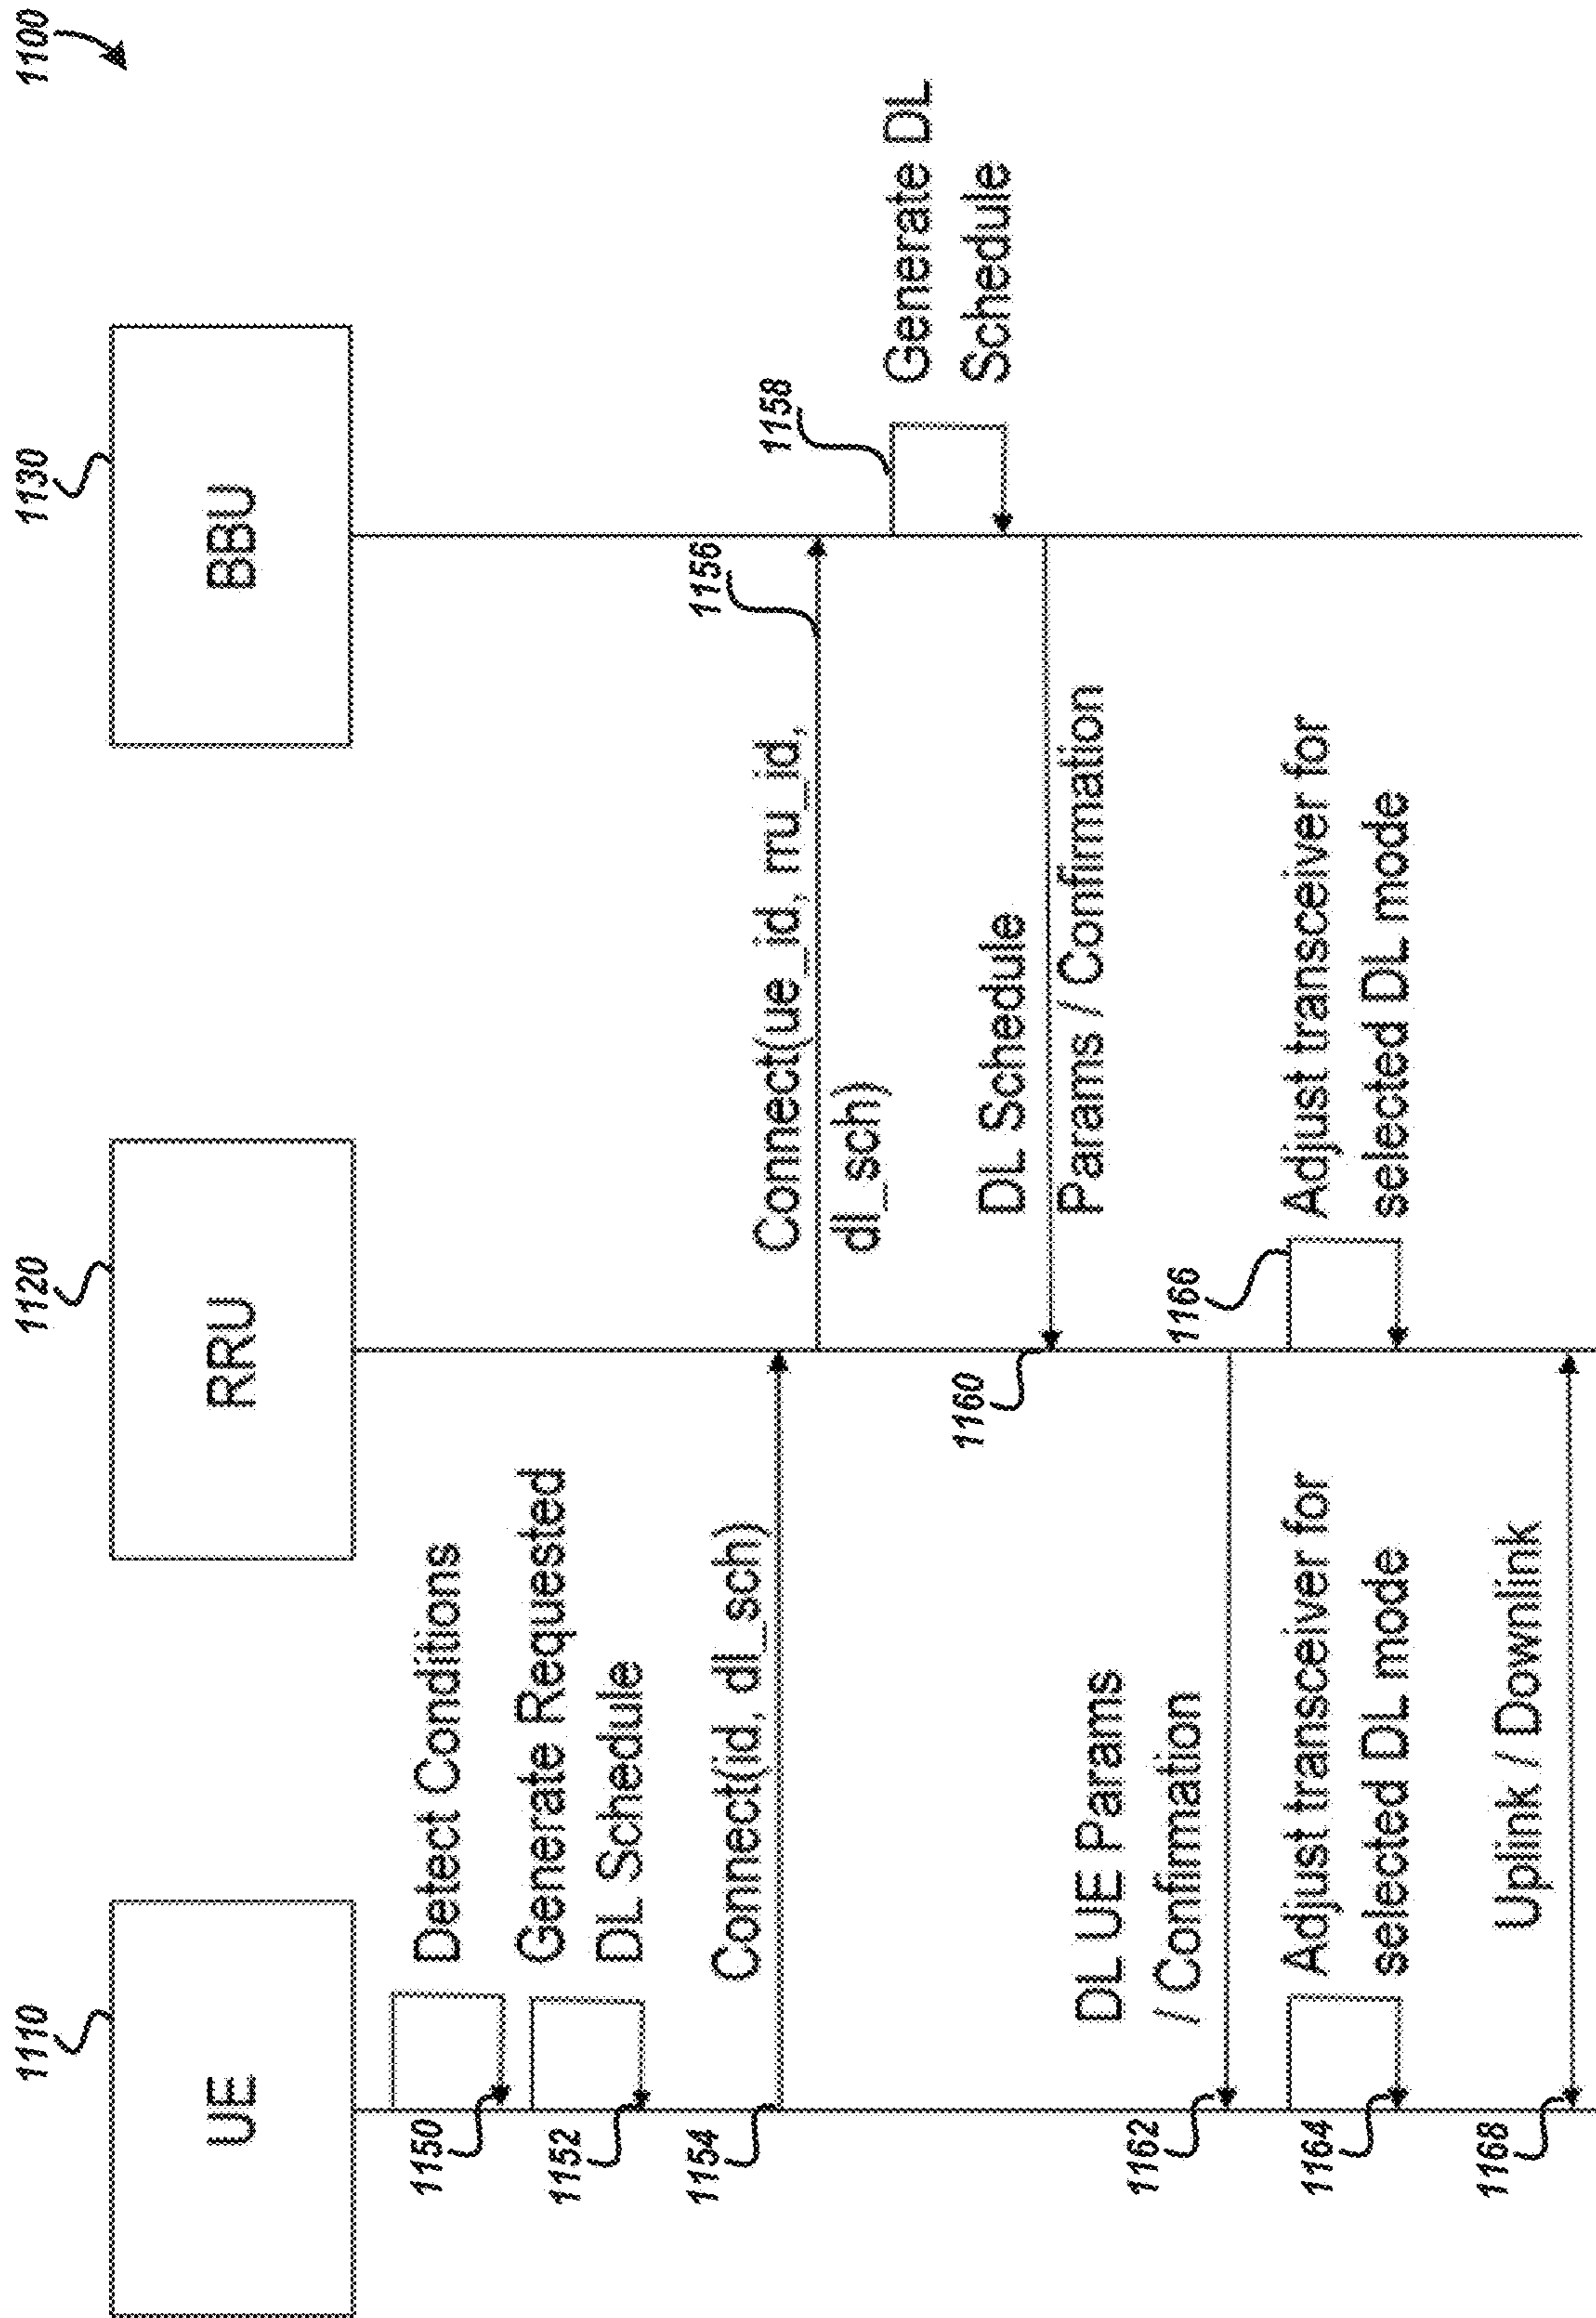 1100
1110
1120
1130
UE
RRU
BBU
Detect Conditions
1150
Generate Requested
DL Schedule
1152
Connect(id, dl_sch)
1154
1156
Connect(ue_id, rru_id,
dl_sch)
1158
Generate DL
Schedule
DL Schedule
Params / Confirmation
1160
DL UE Params
/ Confirmation
1162
Adjust transceiver for
selected DL mode
1164
1166
Adjust transceiver for
selected DL mode
Uplink / Downlink
1168